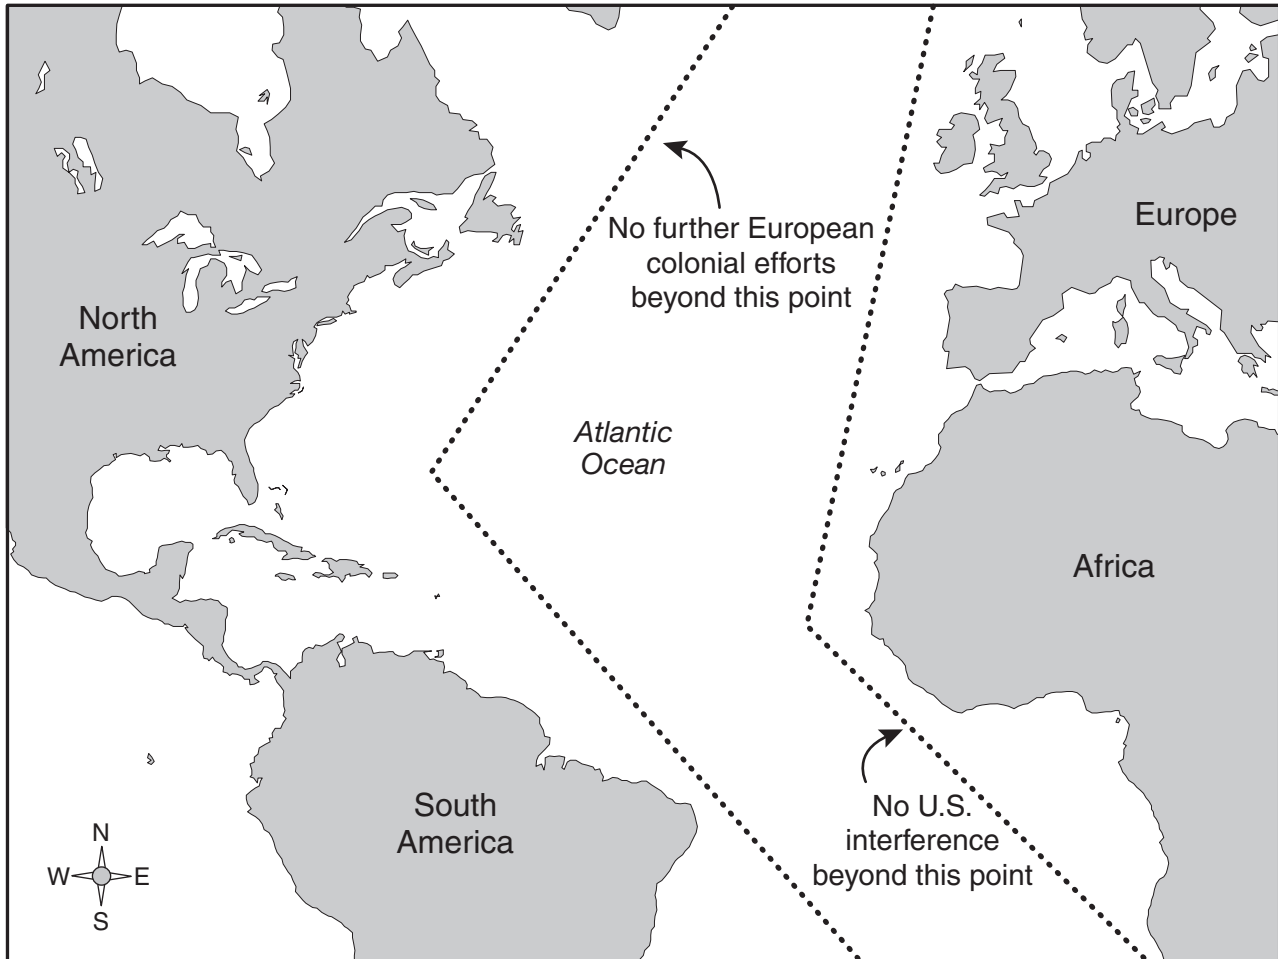 No further European
colonial efforts
beyond this point
Europe
North
America
Atlantic
Ocean
Africa
South
America
No U.S.
interference
beyond this point
N
W E
S